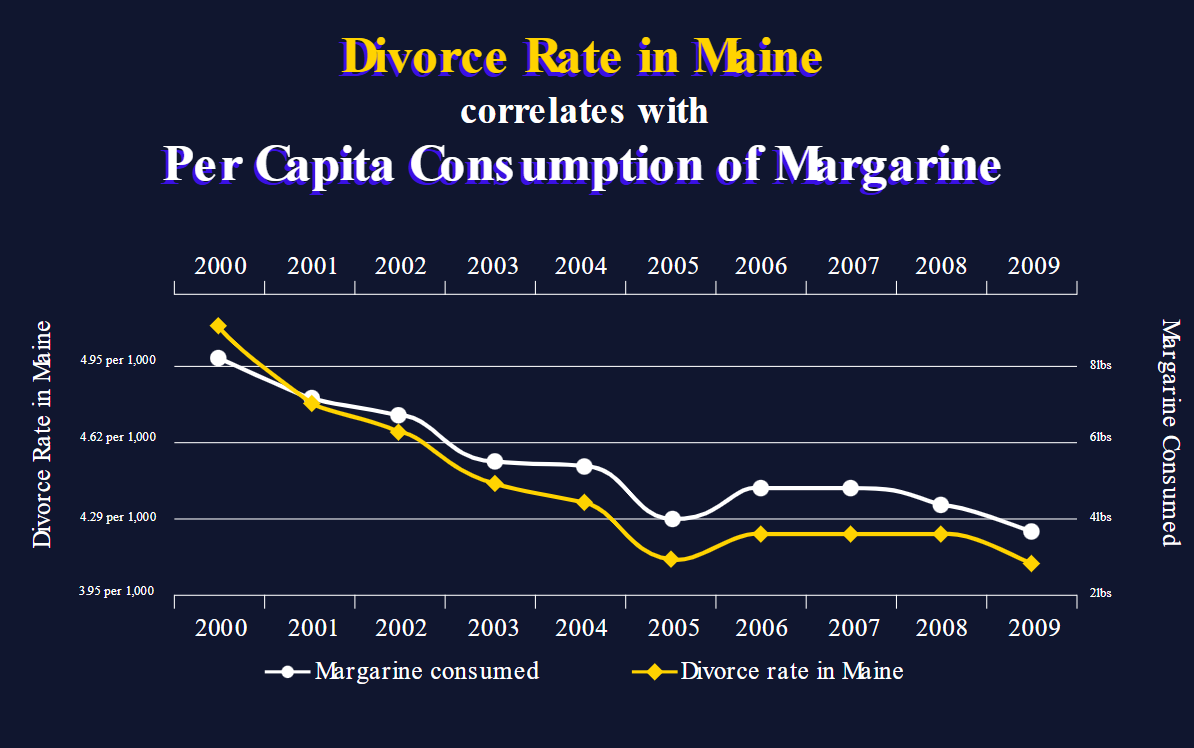 Divorce Rate in Maine
correlates with
Per Capita Consumption of Margarine
2000 2001 2002 2003 2004 2005 2006 2007 2008 2009
Divorce Rate in Maine
4.95 per 1,000
4.62 per 1,000
4.29 per 1,000
3.95 per 1,000
8lbs
6lbs
4lbs
2lbs
Margarine Consumed
2000 2001 2002 2003 2004 2005 2006 2007 2008 2009
Margarine consumed
Divorce rate in Maine